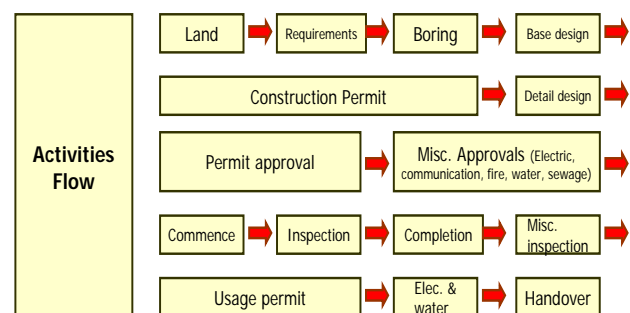 Land
Requirements
Boring
Base design
Construction Permit
Detail design
Activities
Flow
Permit approval
Misc. Approvals (Electric,
communication, fire, water, sewage)
Commence
Inspection
Completion
Misc.
inspection
Usage permit
Elec. &
water
Handover